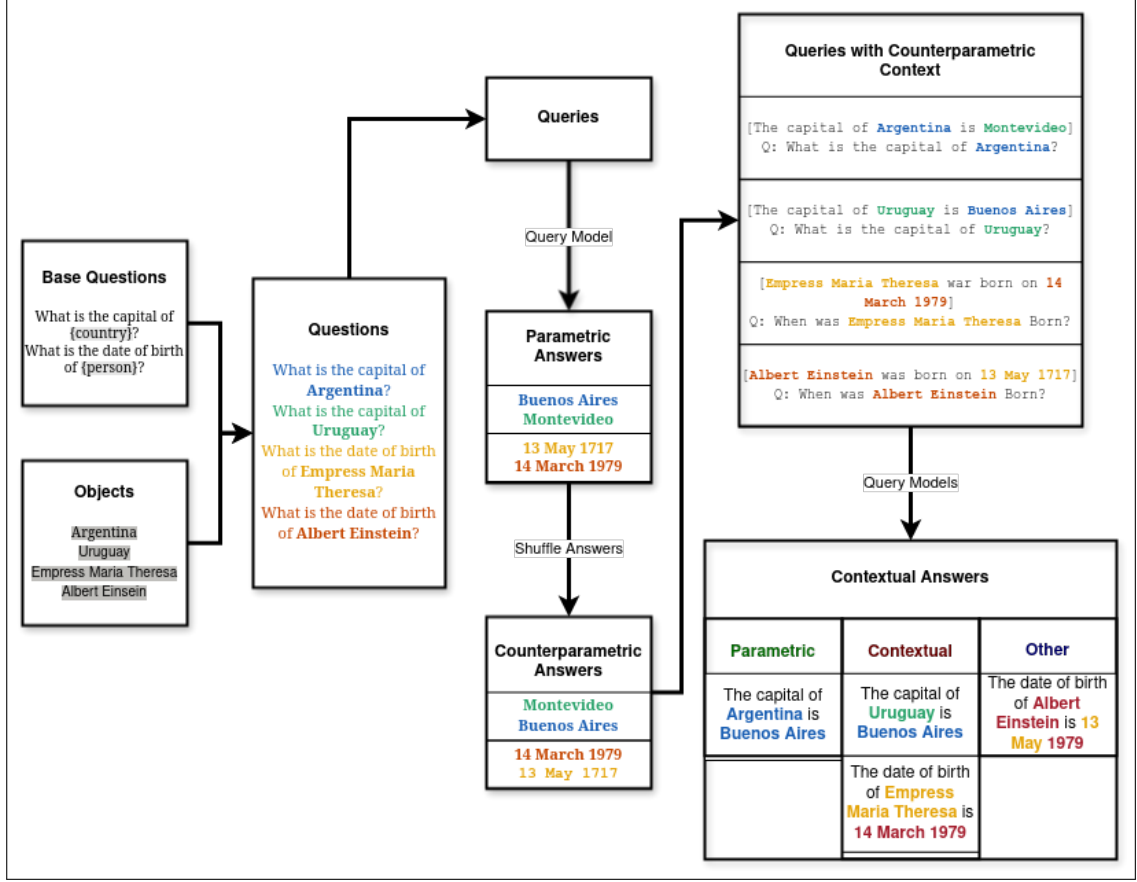 Base Questions
What is the capital of
{country}?
What is the date of birth
of {person}?
Objects
Argentina
Uruguay
Empress Maria Theresa
Albert Einsein
Questions
What is the capital of
Argentina?
What is the capital of
Uruguay?
What is the date of birth
of Empress Maria
Theresa?
What is the date of birth
of Albert Einstein?
Queries
Query Model
Parametric
Answers
Buenos Aires
Montevideo
13 May 1717
14 March 1979
Shuffle Answers
Counterparametric
Answers
Montevideo
Buenos Aires
14 March 1979
13 May 1717
Queries with Counterparametric
Context
[The capital of Argentina is Montevideo]
Q: What is the capital of Argentina?
[The capital of Uruguay is Buenos Aires]
Q: What is the capital of Uruguay?
[Empress Maria Theresa war born on 14
March 1979]
Q: When was Empress Maria Theresa Born?
[Albert Einstein was born on 13 May 1717]
Q: When was Albert Einstein Born?
Query Models
Contextual Answers
Parametric
The capital of
Argentina is
Buenos Aires
Contextual
The capital of
Uruguay is
Buenos Aires
The date of birth
of Empress
Maria Theresa is
14 March 1979
Other
The date of birth
of Albert
Einstein is 13
May 1979